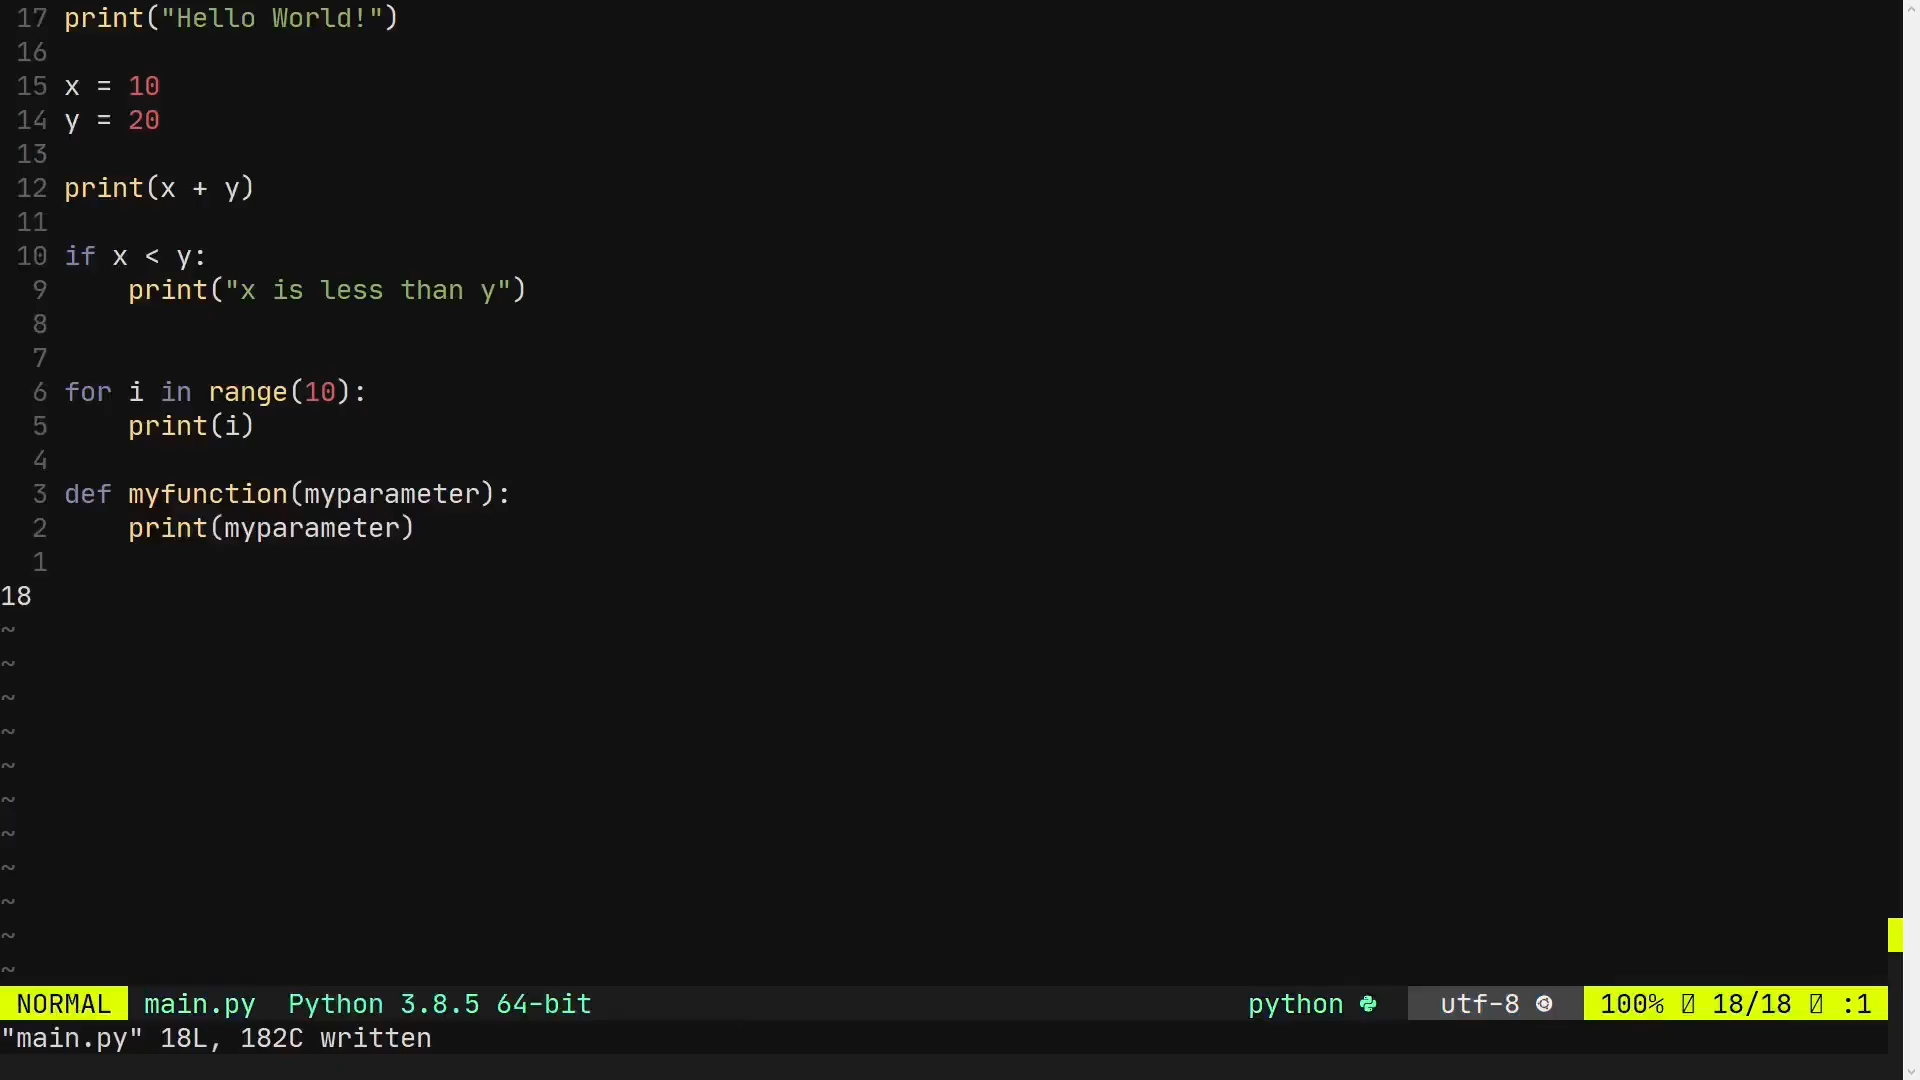 17 print("Hello World!")
16
15 x = 10
14 y = 20
13
12 print(x + y)
11
10 if x < y:
9     print("x is less than y")
8
7
6 for i in range(10):
5     print(i)
4
3 def myfunction(myparameter):
2     print(myparameter)
1
18
~
~
~
~
~
~
~
~
~
~
~
NORMAL main.py Python 3.8.5 64-bit python utf-8 100% 18/18 :1
"main.py" 18L, 182C written